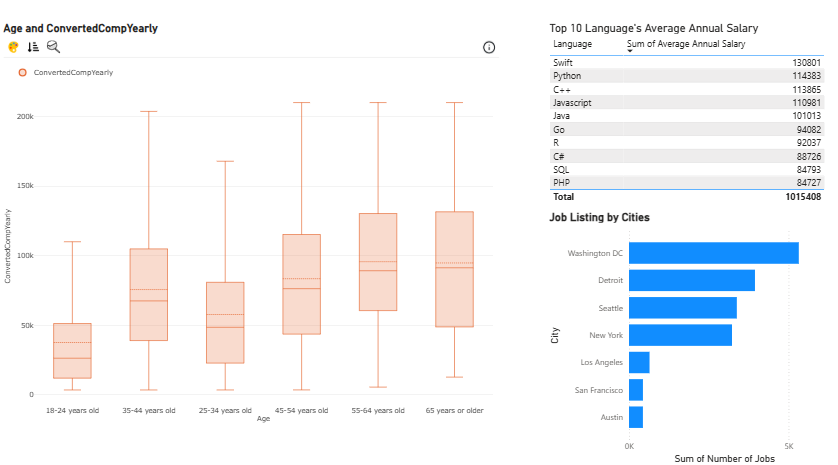 Age and ConvertedCompYearly
ConvertedCompYearly
200k
150k
100k
50k
0
ConvertedCompYearly
18-24 years old 35-44 years old 25-34 years old 45-54 years old 55-64 years old 65 years or older
Age
Top 10 Language's Average Annual Salary
Language Sum of Average Annual Salary
Swift 130801
Python 114383
C++ 113865
Javascript 110981
Java 101013
Go 94082
R 92037
C# 88726
SQL 84793
PHP 84727
Total 1015408
Job Listing by Cities
City
Washington DC
Detroit
Seattle
New York
Los Angeles
San Francisco
Austin
0K 5K
Sum of Number of Jobs